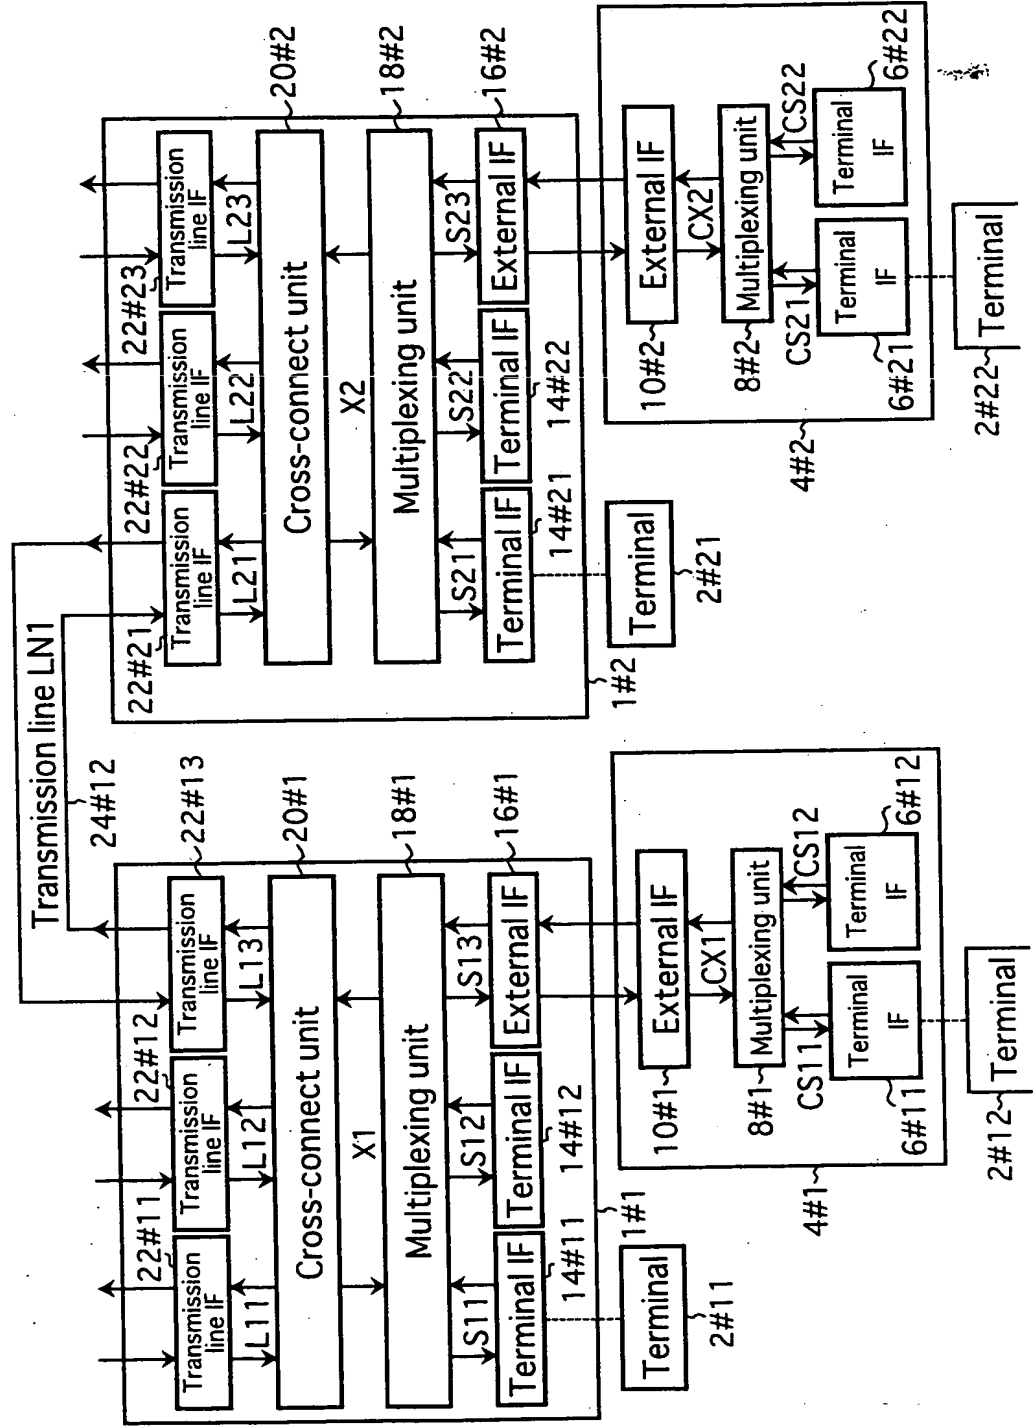 Transmission line LN1
24#12
22#11
22#12
22#13
Transmission
line IF
Transmission
line IF
Transmission
line IF
L11
L12
L13
20#1
Cross-connect unit
X1
18#1
Multiplexing unit
S11
S12
S13
16#1
Terminal IF
Terminal IF
External IF
14#11
14#12
1#1
Terminal
2#11
10#1
External IF
CX1
8#1
Multiplexing unit
CS11
CS12
Terminal
IF
Terminal
IF
6#11
6#12
4#1
Terminal
2#12
22#21
22#22
22#23
Transmission
line IF
Transmission
line IF
Transmission
line IF
L21
L22
L23
20#2
Cross-connect unit
X2
18#2
Multiplexing unit
S21
S22
S23
16#2
Terminal IF
Terminal IF
External IF
14#21
14#22
1#2
Terminal
2#21
10#2
External IF
CX2
8#2
Multiplexing unit
CS21
CS22
Terminal
IF
Terminal
IF
6#21
6#22
4#2
Terminal
2#22